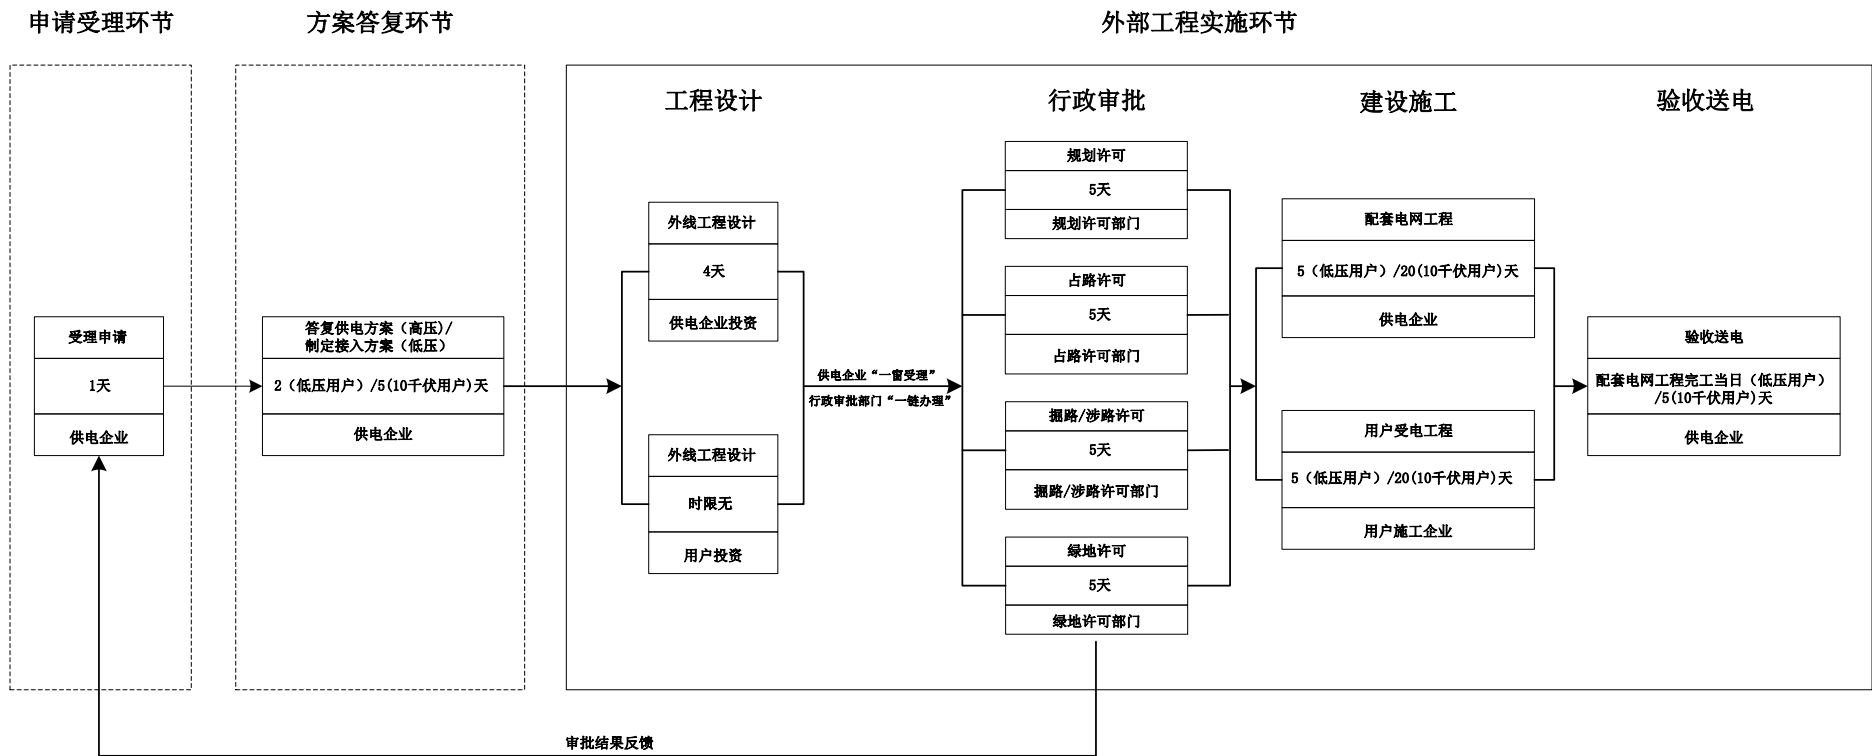 申请受理环节
方案答复环节
外部工程实施环节
工程设计
行政审批
建设施工
验收送电
受理申请
1天
供电企业
答复供电方案（高压)/
制定接入方案（低压）
2（低压用户）/5(10千伏用户)天
供电企业
外线工程设计
4天
供电企业投资
外线工程设计
时限无
用户投资
供电企业“一窗受理”
行政审批部门“一链办理”
规划许可
5天
规划许可部门
占路许可
5天
占路许可部门
掘路/涉路许可
5天
掘路/涉路许可部门
绿地许可
5天
绿地许可部门
配套电网工程
5（低压用户）/20(10千伏用户)天
供电企业
用户受电工程
5（低压用户）/20(10千伏用户)天
用户施工企业
验收送电
配套电网工程完工当日（低压用户）
/5(10千伏用户)天
供电企业
审批结果反馈